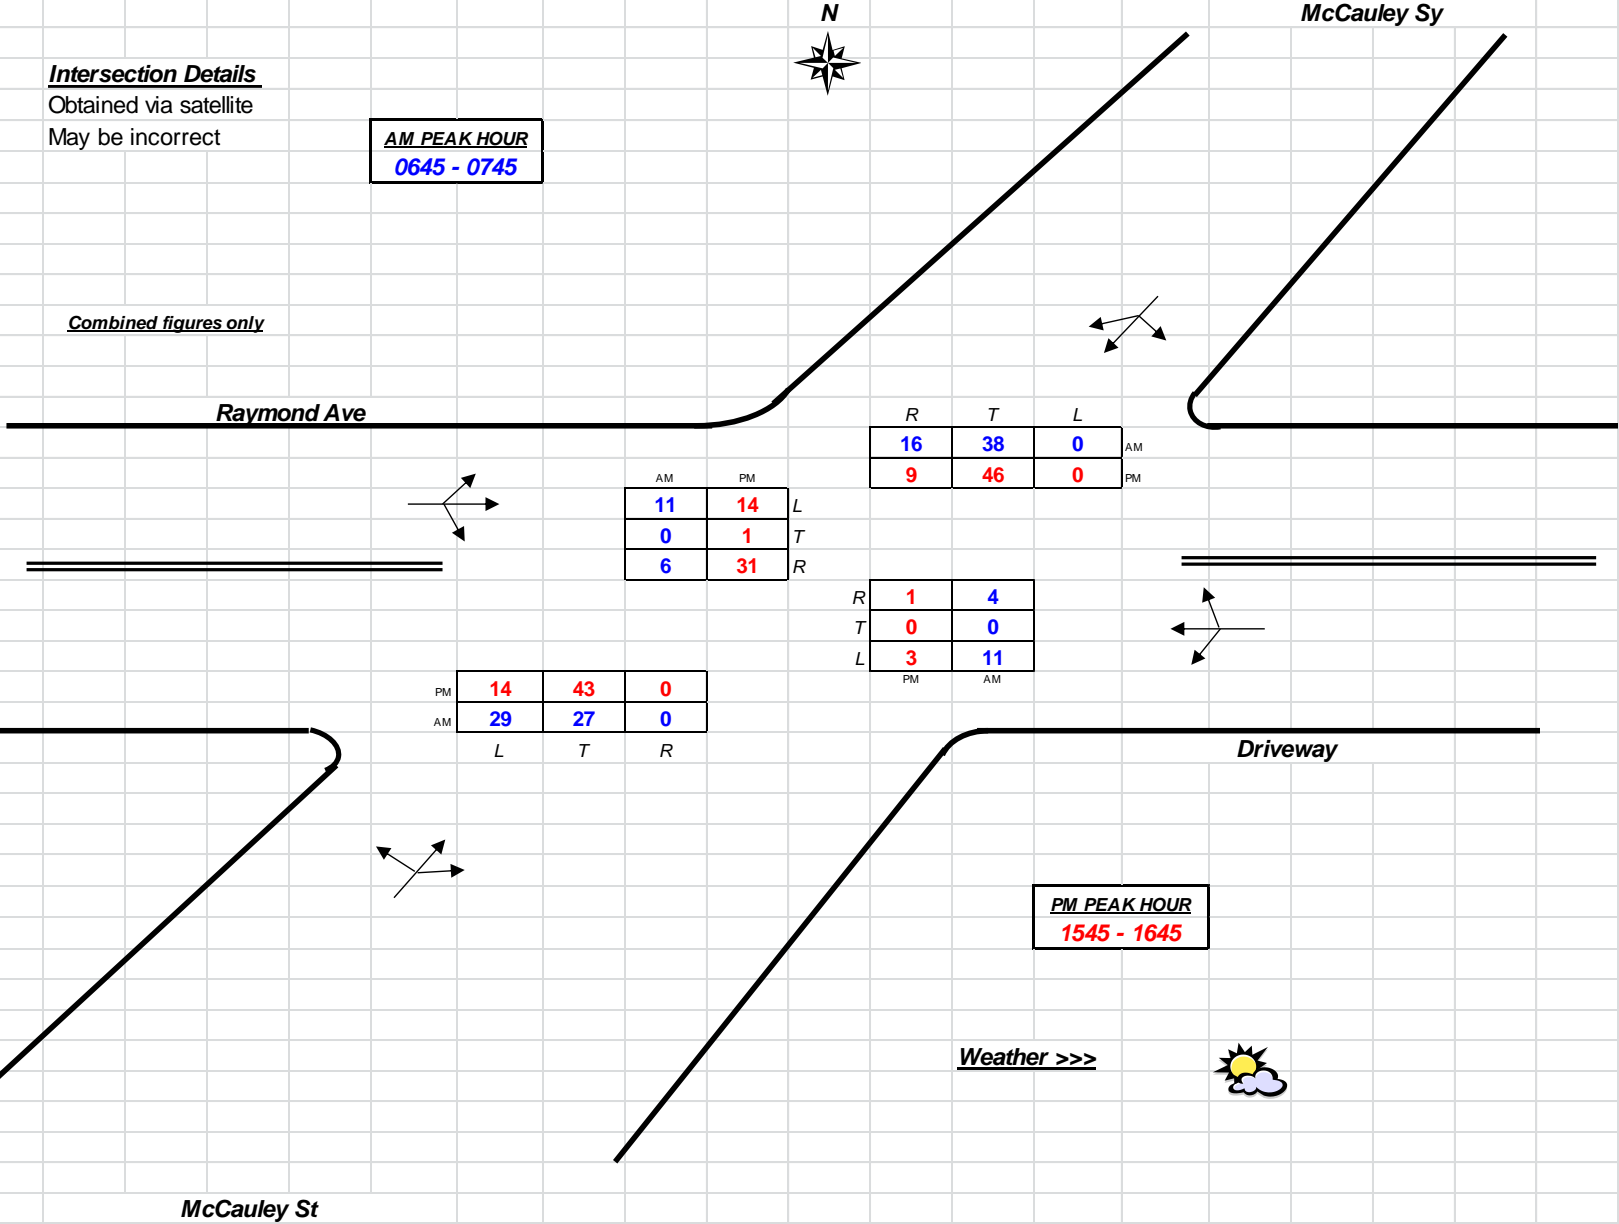 N
McCauley Sy
Intersection Details
Obtained via satellite
May be incorrect
AM PEAK HOUR
0645 - 0745
Combined figures only
Raymond Ave
R T L
16 38 0 AM
9 46 0 PM
AM PM
11 14 L
0 1 T
6 31 R
R 1 4
T 0 0
L 3 11
PM AM
PM 14 43 0
AM 29 27 0
L T R
Driveway
PM PEAK HOUR
1545 - 1645
Weather >>>
McCauley St